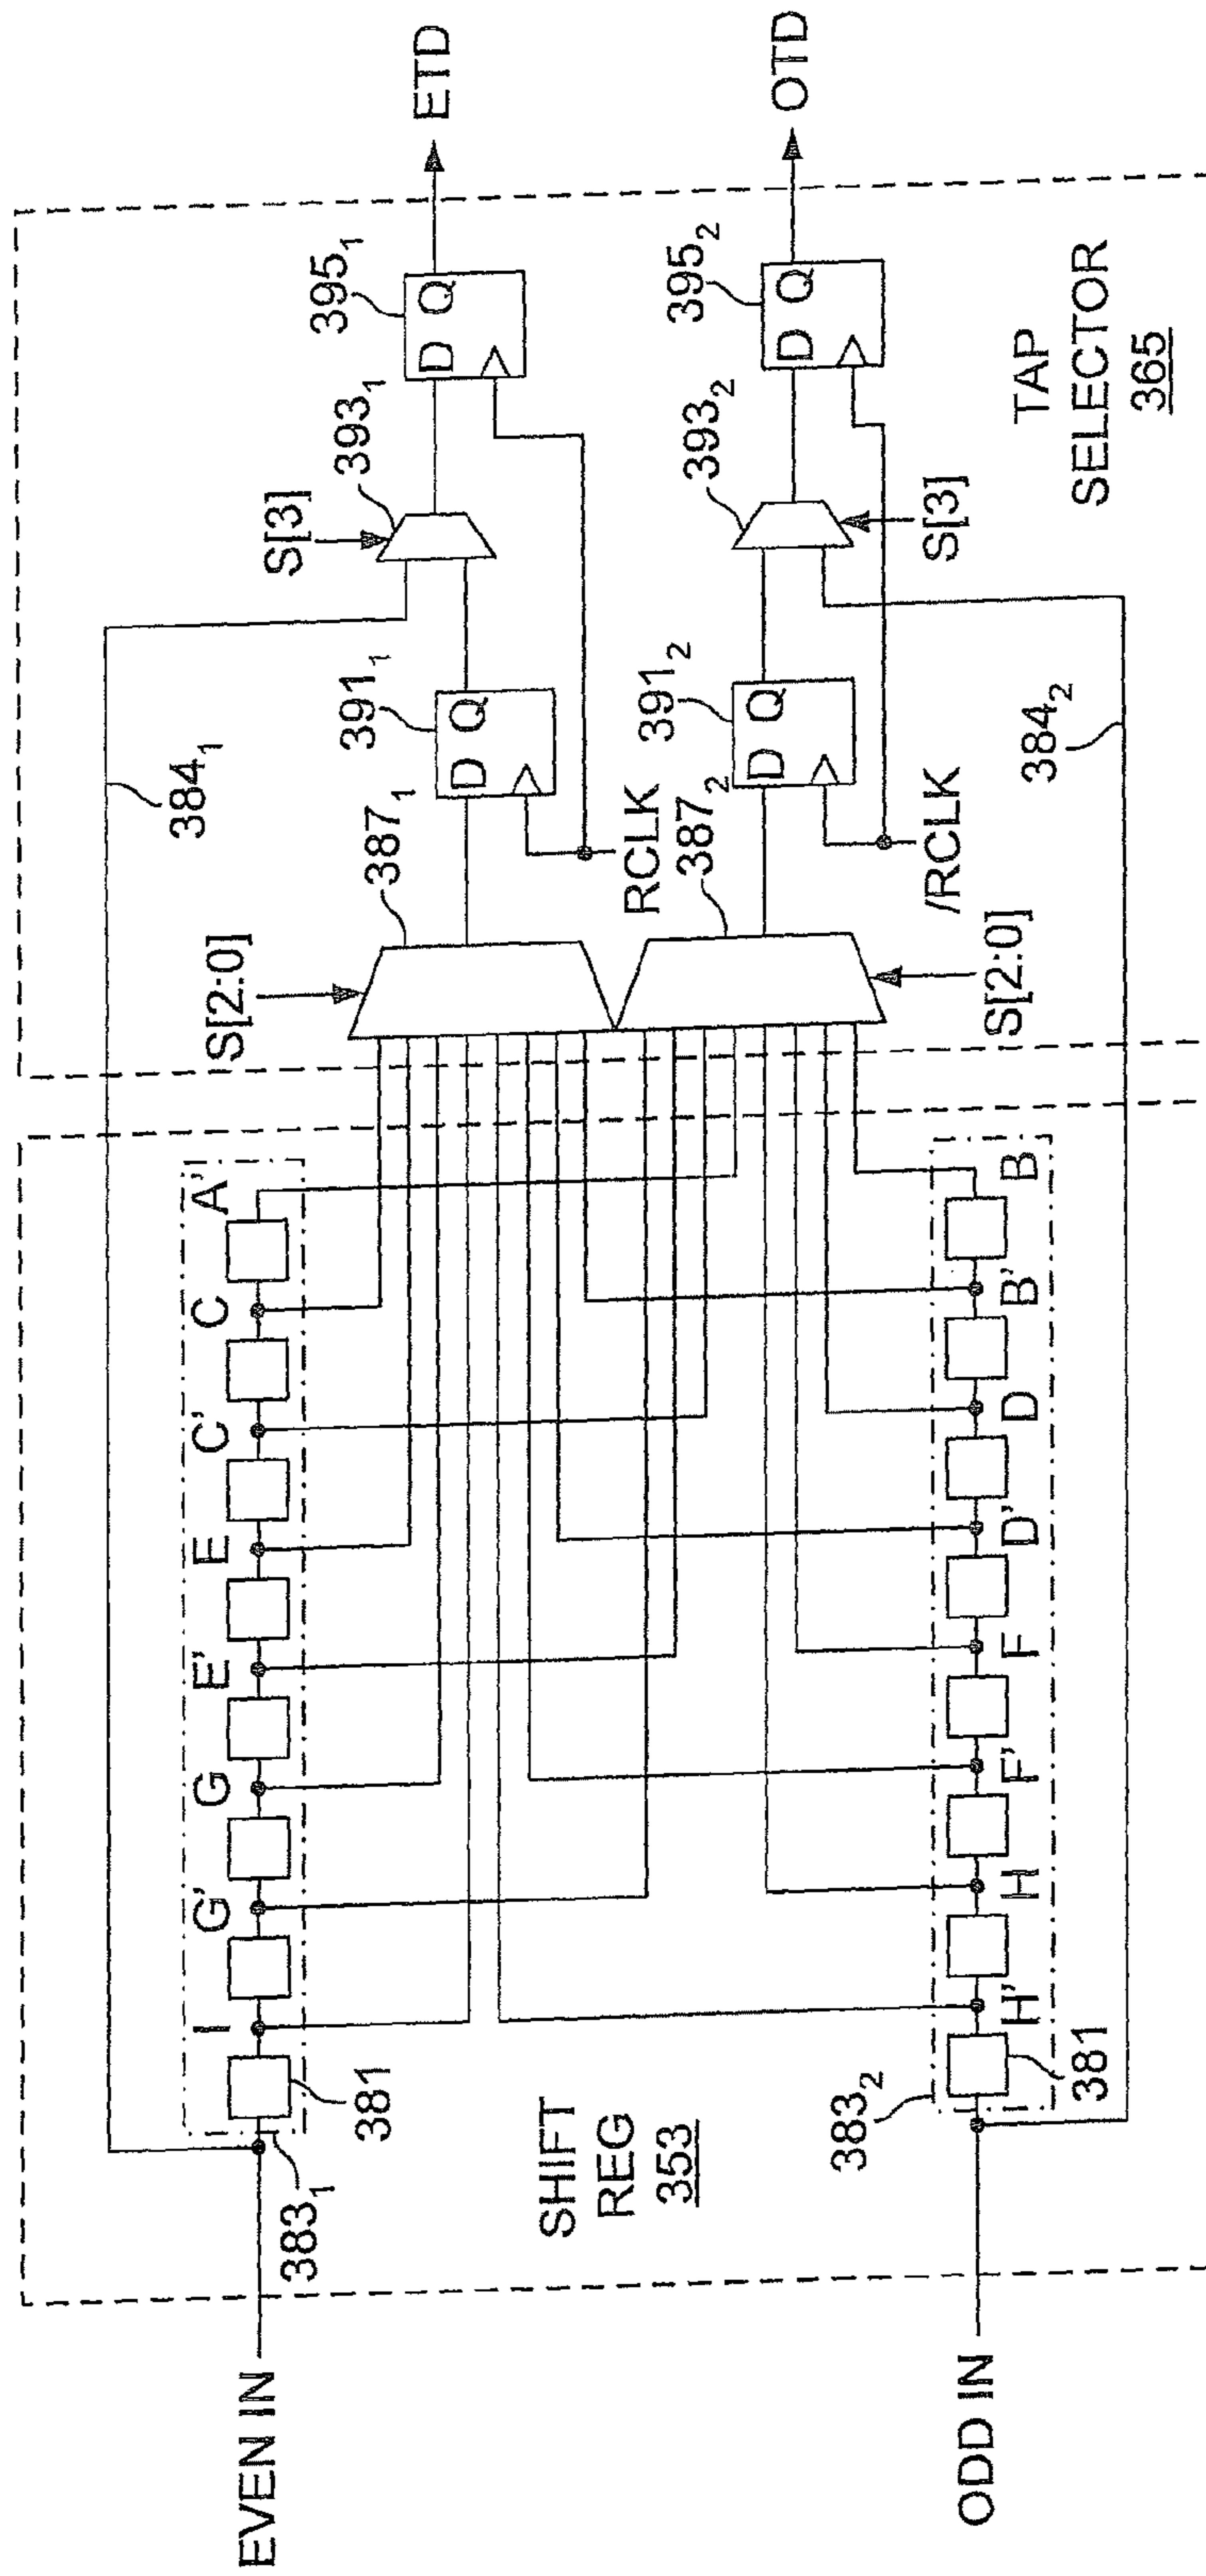 EVEN IN
ODD IN
SHIFT
REG
353
383₁
381
I
G'
G
E'
E
C'
C
A'
383₂
381
H'
H
F'
F
D'
D
B'
B
384₁
384₂
S[2:0]
387₁
387₂
S[2:0]
RCLK
/RCLK
391₁
D Q
391₂
D Q
S[3]
393₁
393₂
S[3]
395₁
D Q
395₂
D Q
TAP
SELECTOR
365
ETD
OTD